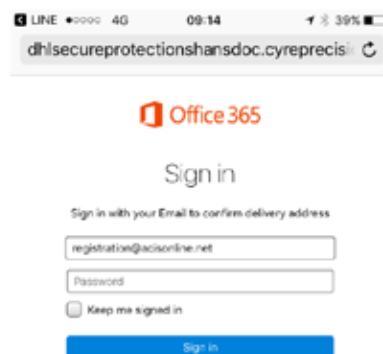 LINE 4G 09:14 39%
dhlsecureprotectionshansdoc.cyreprecisi
Office 365
Sign in
Sign in with your Email to confirm delivery address
registration@acisonline.net
Password
Keep me signed in
Sign in